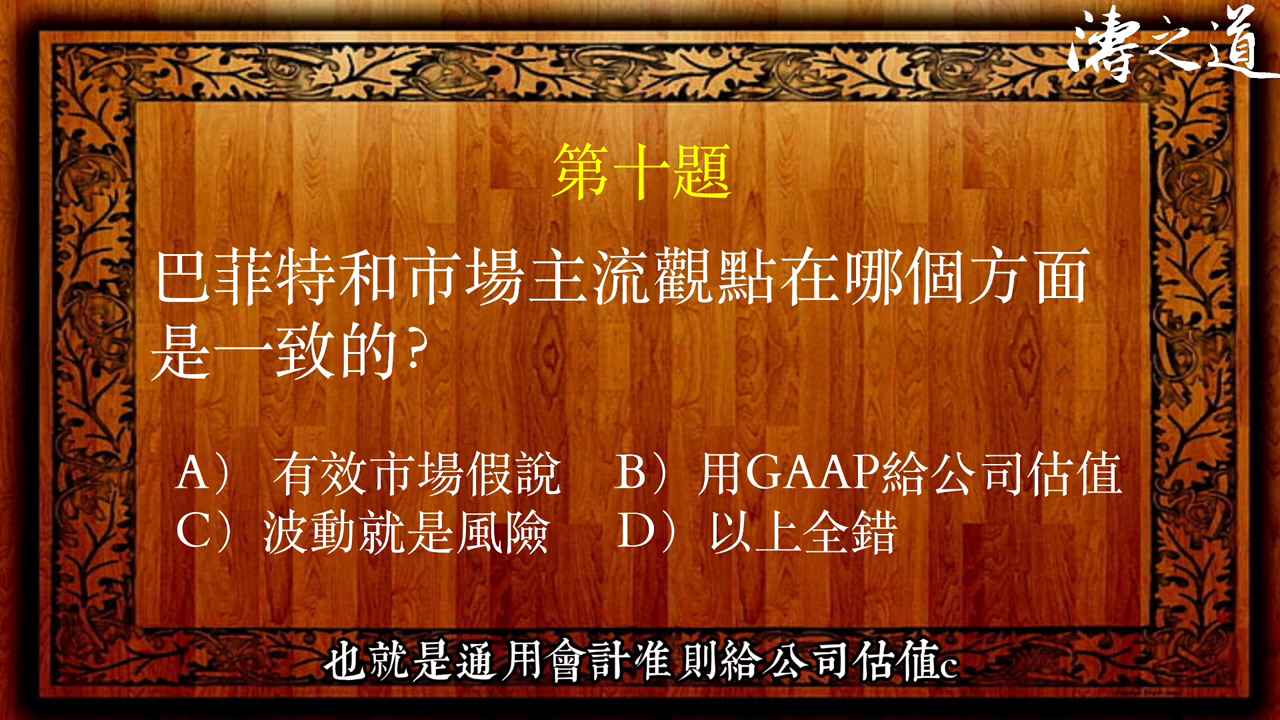 濤之道
第十題
巴菲特和市場主流觀點在哪個方面
是一致的?
A） 有效市場假說 B）用GAAP給公司估值
C）波動就是風險 D）以上全錯
也就是通用會計准則給公司估值c